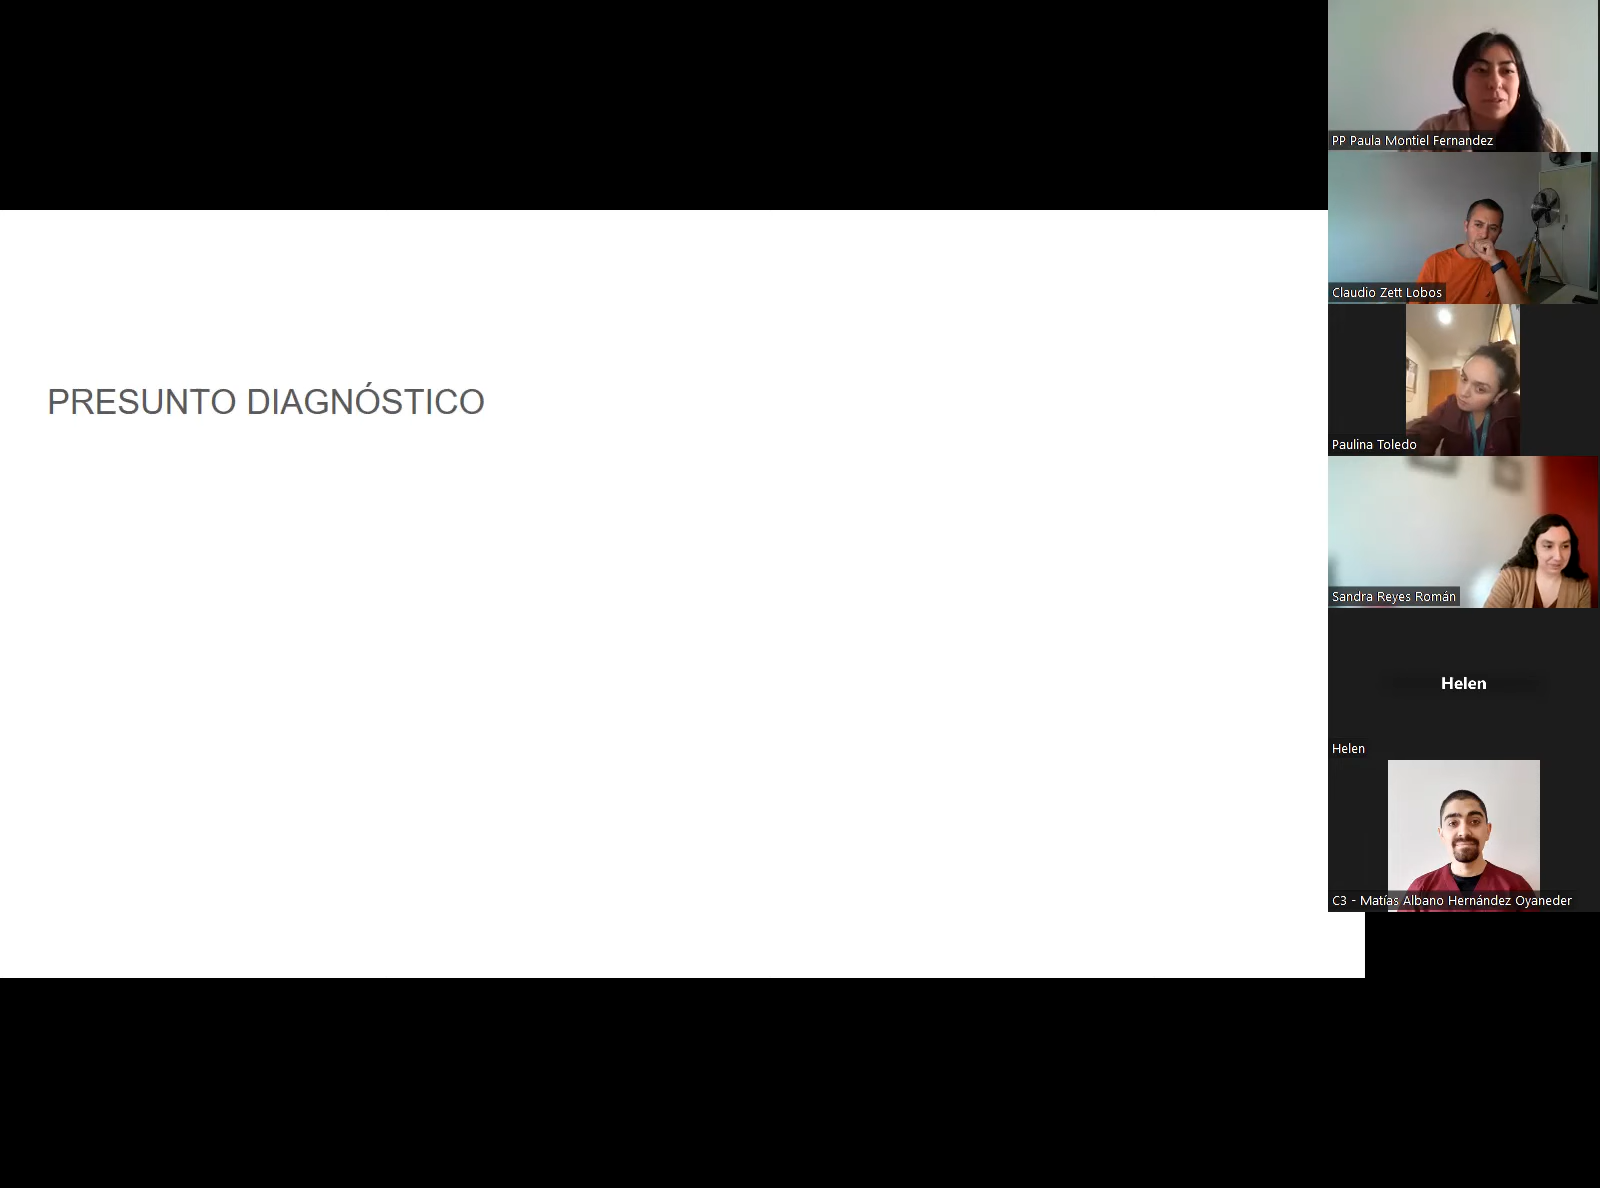 PRESUNTO DIAGNÓSTICO
PP Paula Montiel Fernandez
Claudio Zett Lobos
Paulina Toledo
Sandra Reyes Román
Helen
Helen
C3 - Matías Albano Hernández Oyaneder